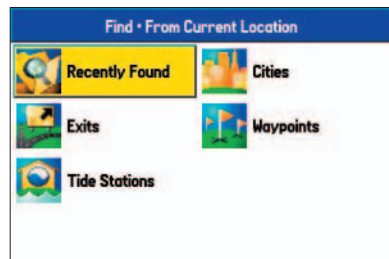 Find • From Current Location
Recently Found
Cities
Exits
Waypoints
Tide Stations